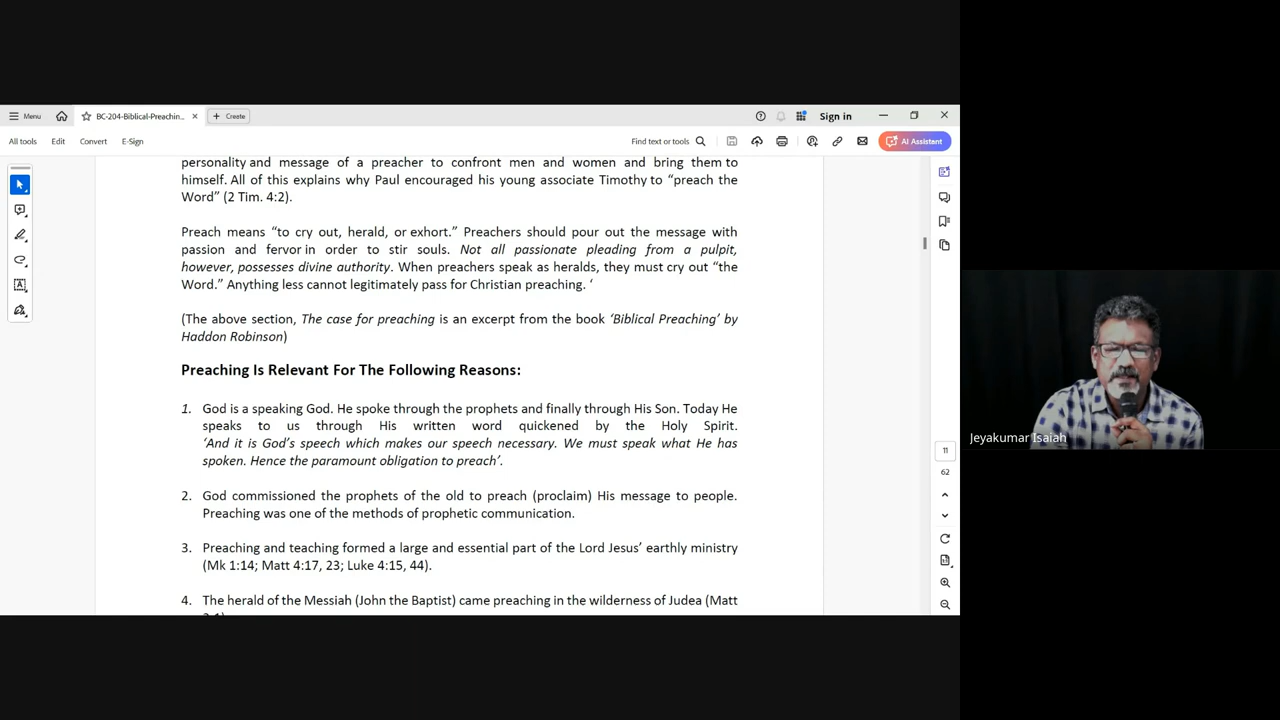 Menu
BC-204-Biblical-Preachin...
Create
Sign in
All tools
Edit
Convert
E-Sign
Find text or tools
AI Assistant
personality and message of a preacher to confront men and women and bring them to
himself. All of this explains why Paul encouraged his young associate Timothy to “preach the
Word” (2 Tim. 4:2).
Preach means “to cry out, herald, or exhort.” Preachers should pour out the message with
passion and fervor in order to stir souls. Not all passionate pleading from a pulpit,
however, possesses divine authority. When preachers speak as heralds, they must cry out “the
Word.” Anything less cannot legitimately pass for Christian preaching. ‘
(The above section, The case for preaching is an excerpt from the book ‘Biblical Preaching’ by
Haddon Robinson)
Preaching Is Relevant For The Following Reasons:
1. God is a speaking God. He spoke through the prophets and finally through His Son. Today He
speaks to us through His written word quickened by the Holy Spirit.
‘And it is God’s speech which makes our speech necessary. We must speak what He has
spoken. Hence the paramount obligation to preach’.
2. God commissioned the prophets of the old to preach (proclaim) His message to people.
Preaching was one of the methods of prophetic communication.
3. Preaching and teaching formed a large and essential part of the Lord Jesus’ earthly ministry
(Mk 1:14; Matt 4:17, 23; Luke 4:15, 44).
4. The herald of the Messiah (John the Baptist) came preaching in the wilderness of Judea (Matt
11
62
Jeyakumar Isaiah